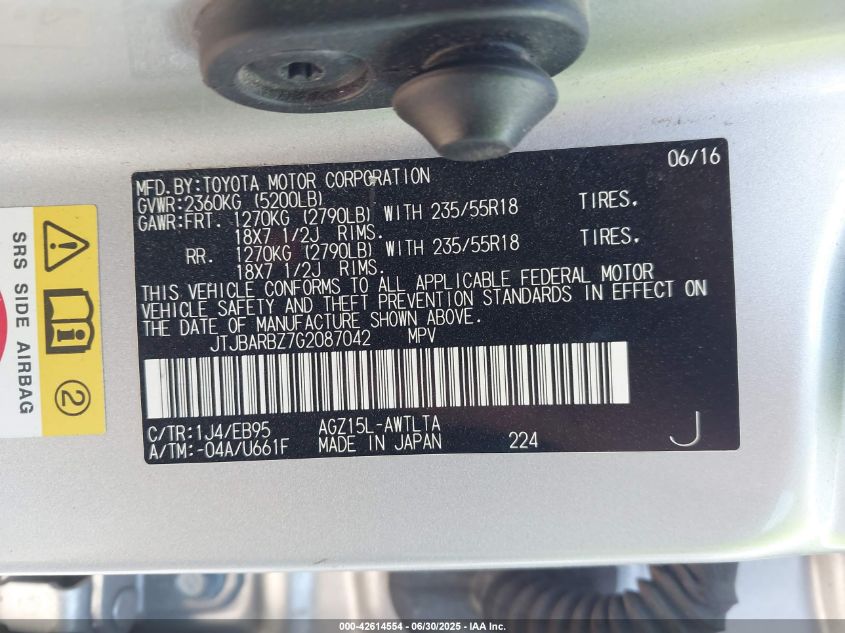 06/16
MFD.BY:TOYOTA MOTOR CORPORATION
GVWR:2360KG (5200LB)
GAWR:FRT. 1270KG (2790LB) WITH 235/55R18 TIRES,
18X7 1/2J RIMS.
RR. 1270KG (2790LB) WITH 235/55R18 TIRES,
18X7 1/2J RIMS.
THIS VEHICLE CONFORMS TO ALL APPLICABLE FEDERAL MOTOR
VEHICLE SAFETY AND THEFT PREVENTION STANDARDS IN EFFECT ON
THE DATE OF MANUFACTURE SHOWN ABOVE.
JTJBARBZ7G2087042 MPV
C/TR:1J4/EB95 AGZ15L-AWTLTA
A/TM:-04A/U661F MADE IN JAPAN 224 J
SRS SIDE AIRBAG
2
000-42614554 - 06/30/2025 - IAA Inc.